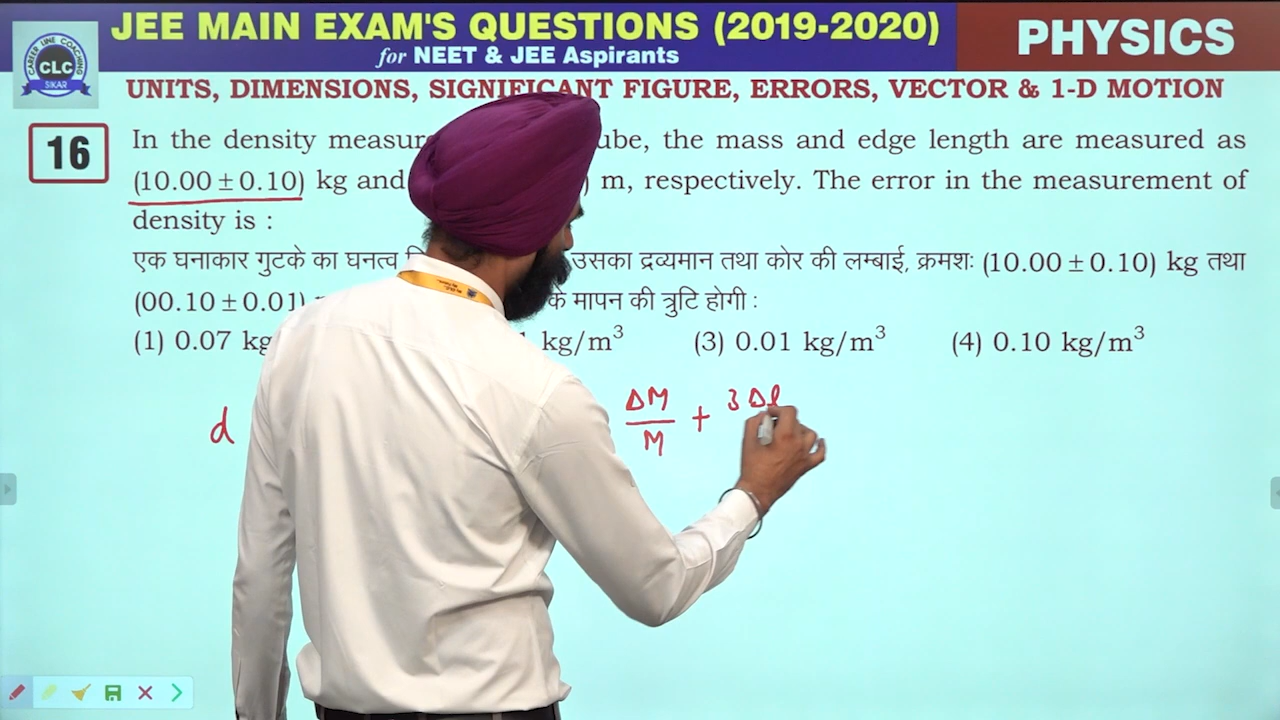 JEE MAIN EXAM'S QUESTIONS (2019-2020)
for NEET & JEE Aspirants
PHYSICS
CAREER LINE COACHING
CLC
SIKAR
UNITS, DIMENSIONS, SIGNIFICANT FIGURE, ERRORS, VECTOR & 1-D MOTION
16
In the density the mass and edge length are measured as
(10.00 ± 0.10) kg and m, respectively. The error in the measurement of
density is :
एक घनाकार गुटके का घनत्व उसका द्रव्यमान तथा कोर की लम्बाई, क्रमशः (10.00 ± 0.10) kg तथा
(00.10 ± 0.01) के मापन की त्रुटि होगी :
(1) 0.07 kg/m³ (3) 0.01 kg/m³ (4) 0.10 kg/m³
d ΔM/M + 3Δl